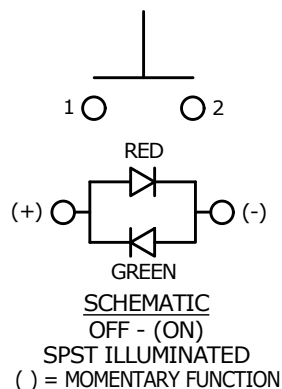 1 2
RED
(+) (-)
GREEN
SCHEMATIC
OFF - (ON)
SPST ILLUMINATED
( ) = MOMENTARY FUNCTION